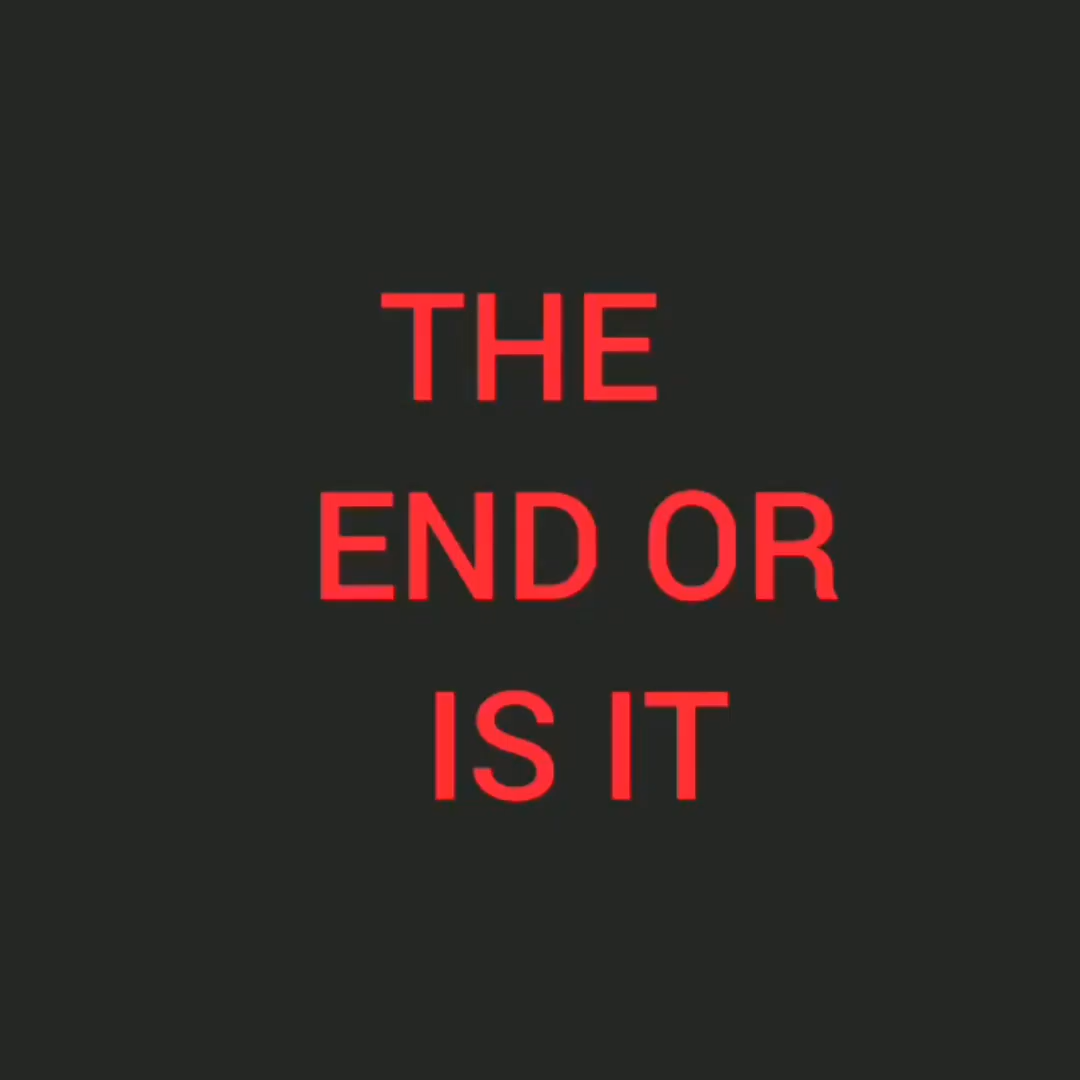 THE
END OR
IS IT